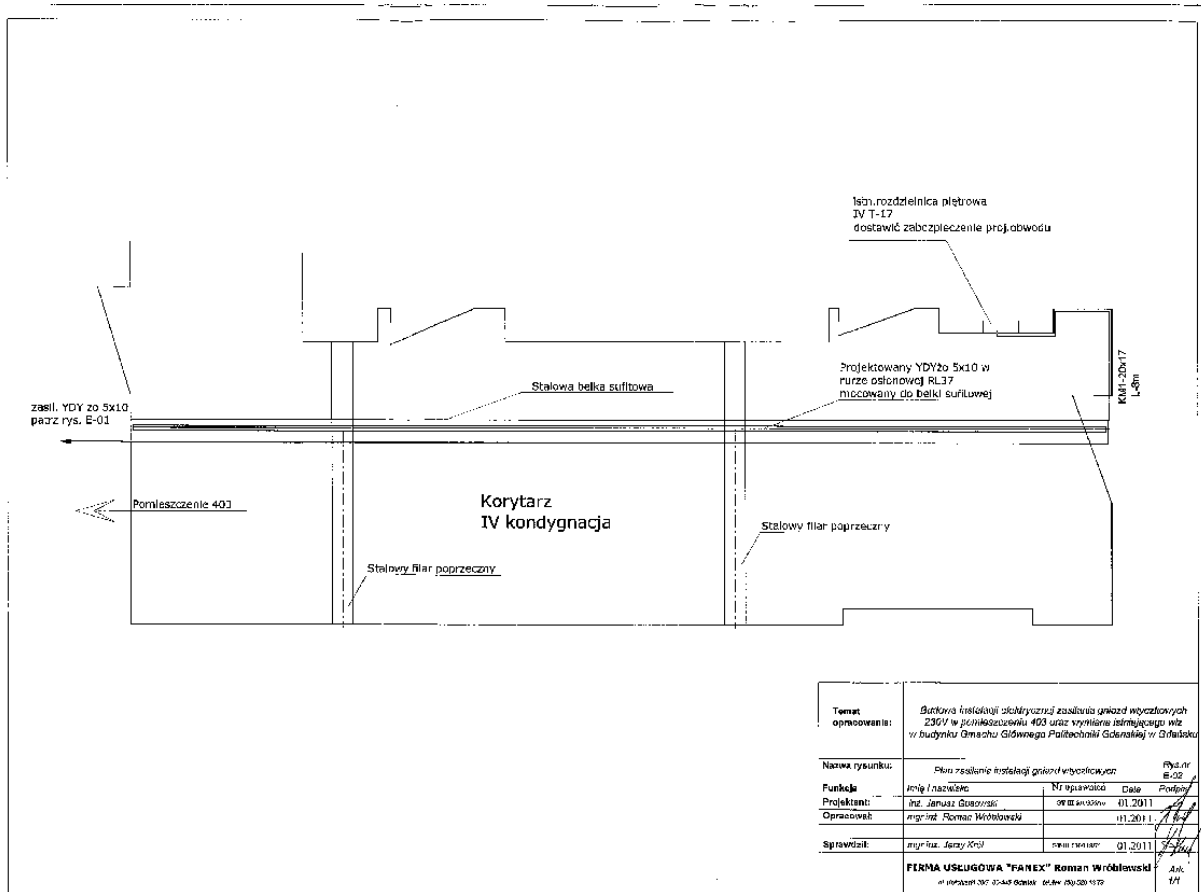 Istn.rozdzielnica piętrowa
IV T-17
dostawić zabezpieczenie proj.obwodu
Projektowany YDYżo 5x10 w
rurze osłonowej RL37
mocowany do belki sufitowej
KM1-20x17
L-8m
Stalowa belka sufitowa
zasil. YDY żo 5x10
patrz rys. E-01
Pomieszczenie 403
Korytarz
IV kondygnacja
Stalowy filar poprzeczny
Stalowy filar poprzeczny
Temat opracowania:
Budowa instalacji elektrycznej zasilania gniazd wtyczkowych
230V w pomieszczeniu 403 oraz wymiana istniejącego wlz
w budynku Gmachu Głównego Politechniki Gdańskiej w Gdańsku
Nazwa rysunku: Plan zasilania instalacji gniazd wtyczkowych Rys.nr E-02
Funkcja Imię i nazwisko Nr uprawnień Data Podpis
Projektant: inż. Janusz 01.2011
Opracował: mgr inż. Roman Wróblewski 01.2011
Sprawdził: mgr inż. Jerzy Król 01.2011
FIRMA USŁUGOWA "FANEX" Roman Wróblewski Ark. 1/1